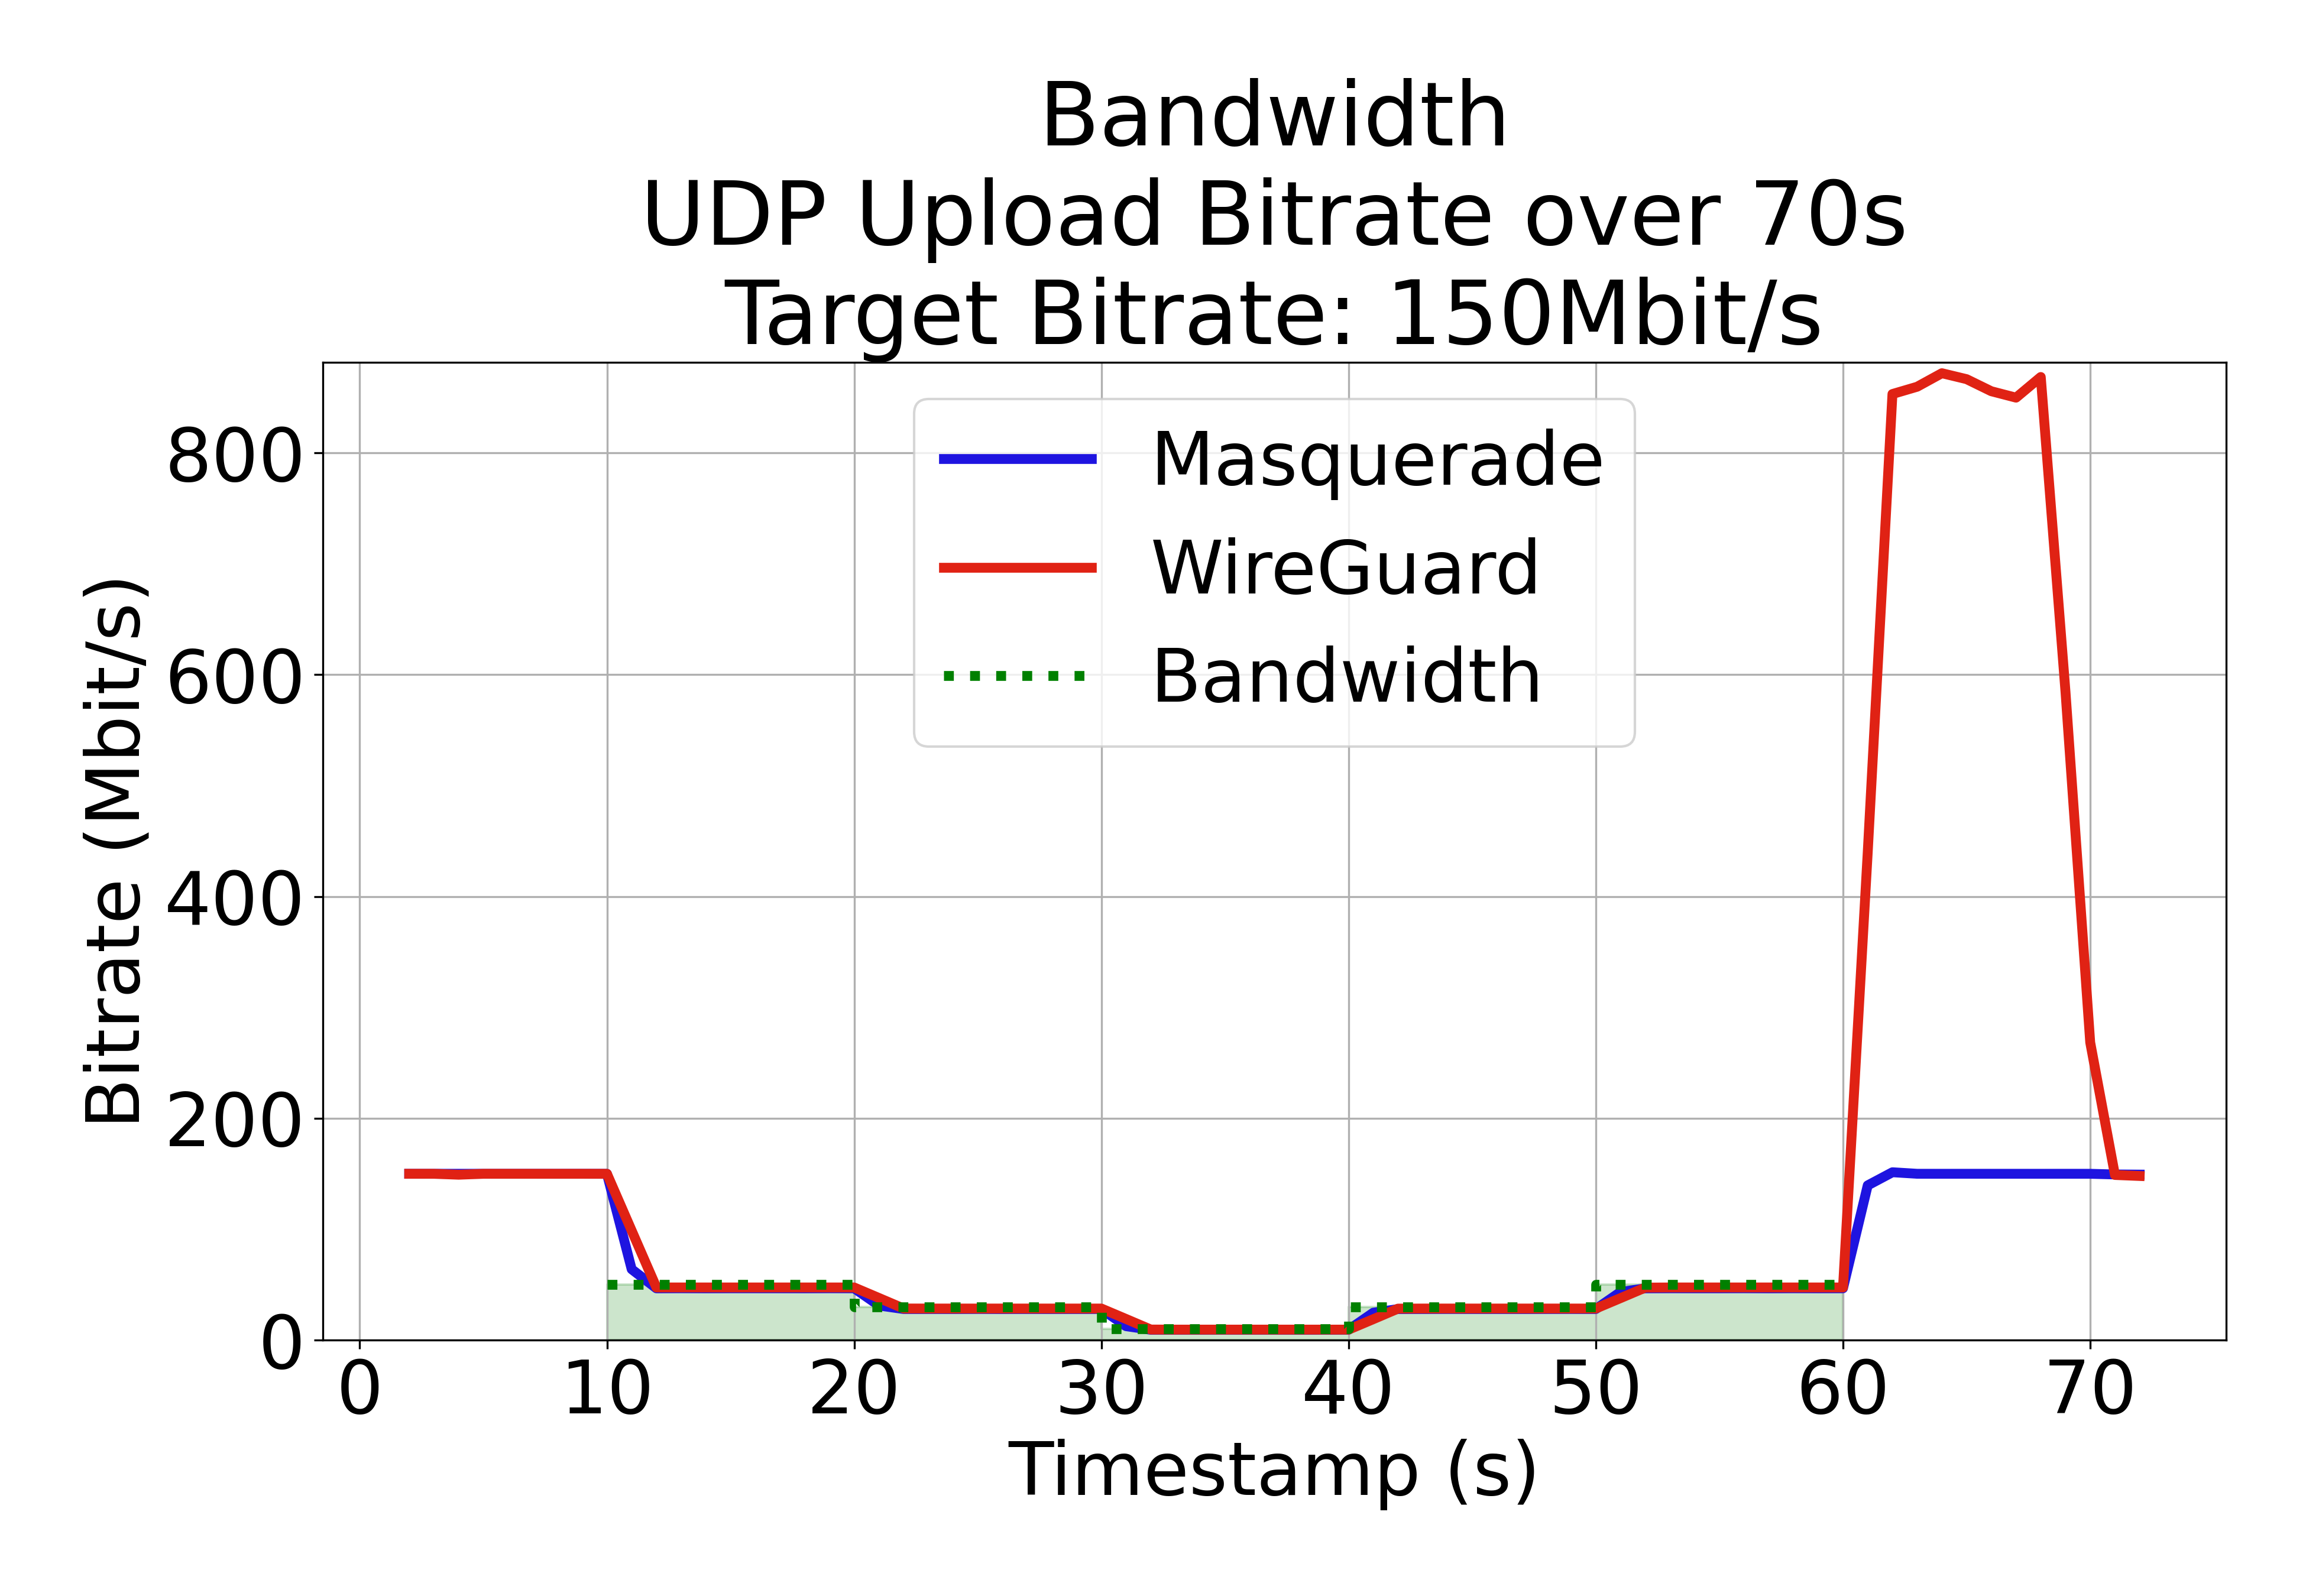 Bandwidth
UDP Upload Bitrate over 70s
Target Bitrate: 150Mbit/s
Masquerade
WireGuard
Bandwidth
Bitrate (Mbit/s)
800
600
400
200
0
0 10 20 30 40 50 60 70
Timestamp (s)